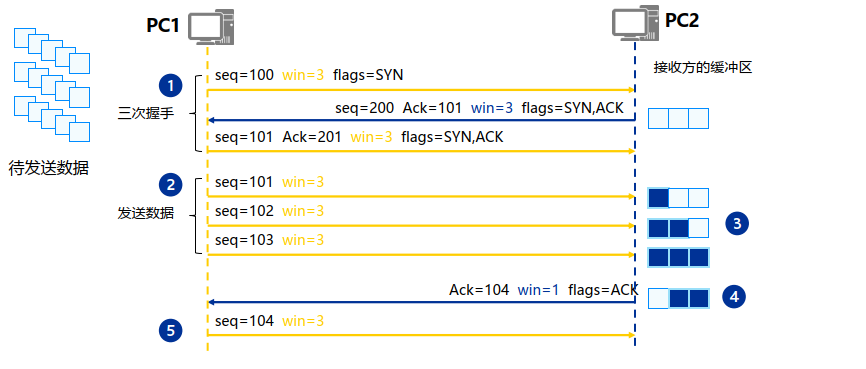 PC1
PC2
接收方的缓冲区
seq=100 win=3 flags=SYN
1
三次握手
seq=200 Ack=101 win=3 flags=SYN,ACK
seq=101 Ack=201 win=3 flags=SYN,ACK
待发送数据
2
seq=101 win=3
发送数据
seq=102 win=3
3
seq=103 win=3
Ack=104 win=1 flags=ACK
4
5
seq=104 win=3